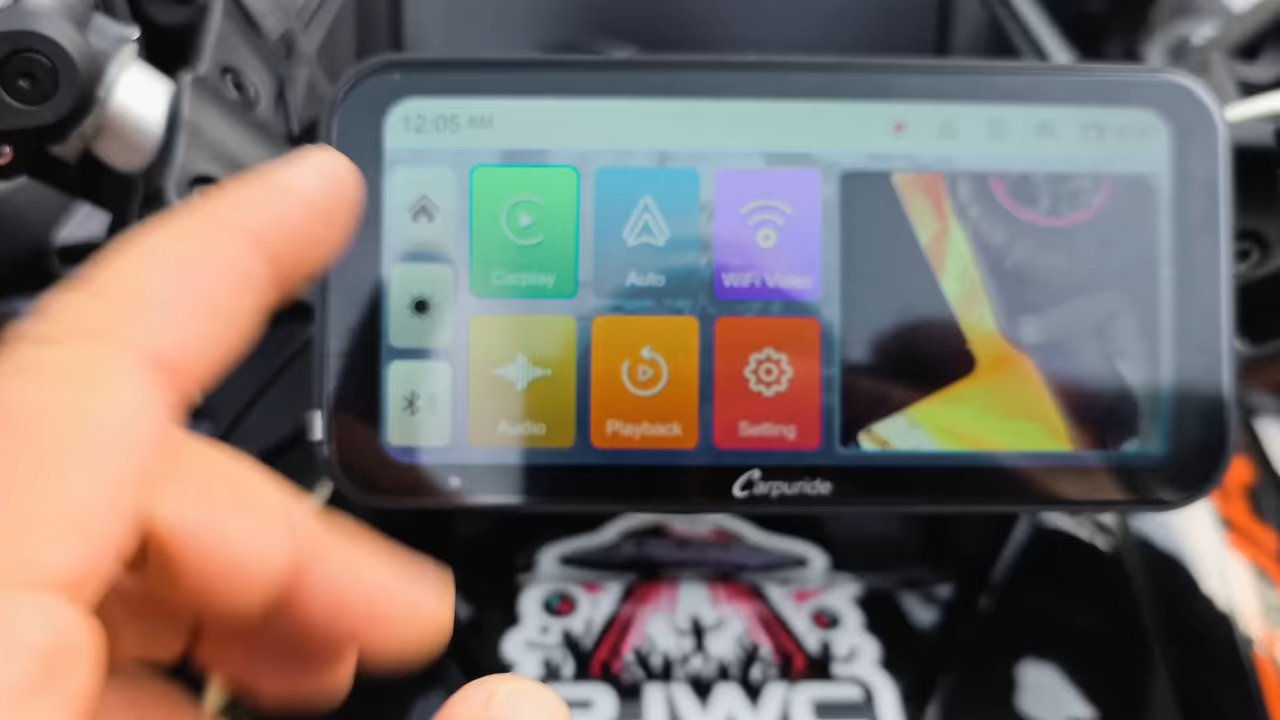 12:05 AM
Carplay
Auto
WiFi Video
Audio
Playback
Setting
Carpuride